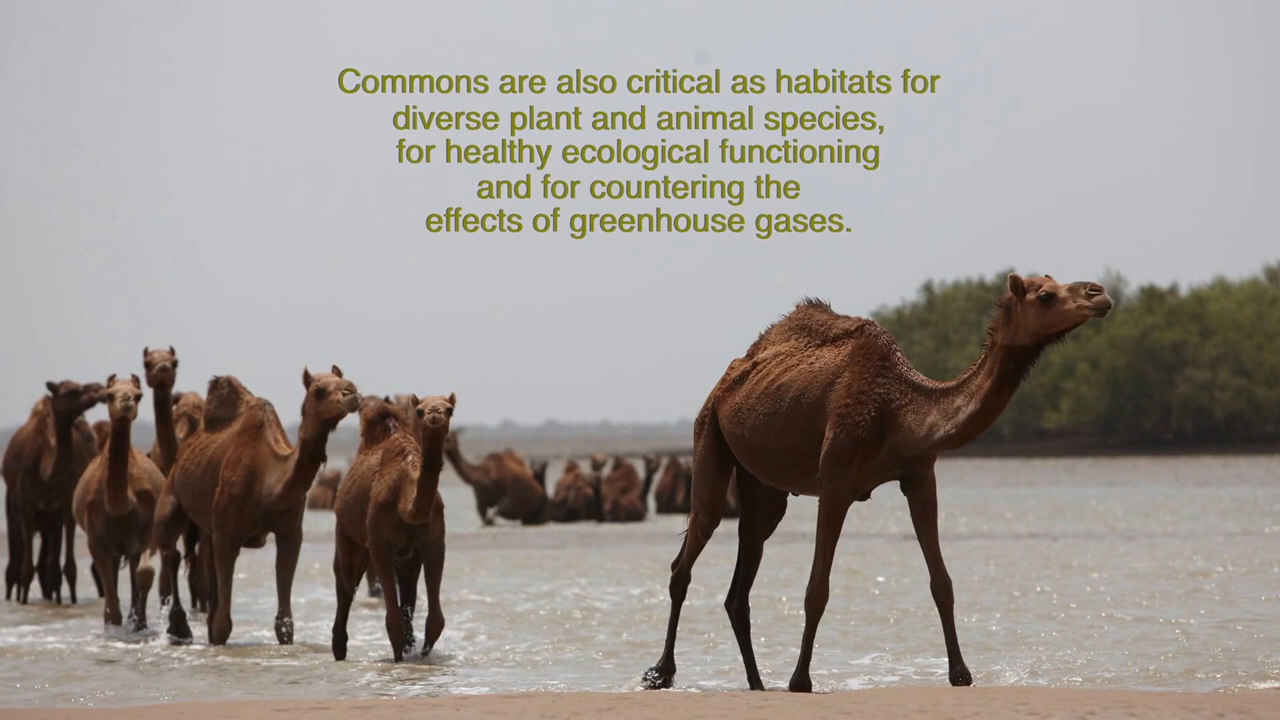 Commons are also critical as habitats for
diverse plant and animal species,
for healthy ecological functioning
and for countering the
effects of greenhouse gases.